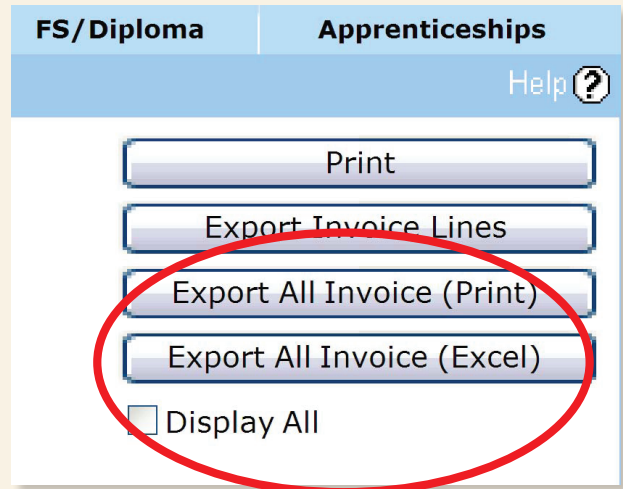 FS/Diploma Apprenticeships
Help ?
Print
Export Invoice Lines
Export All Invoice (Print)
Export All Invoice (Excel)
Display All